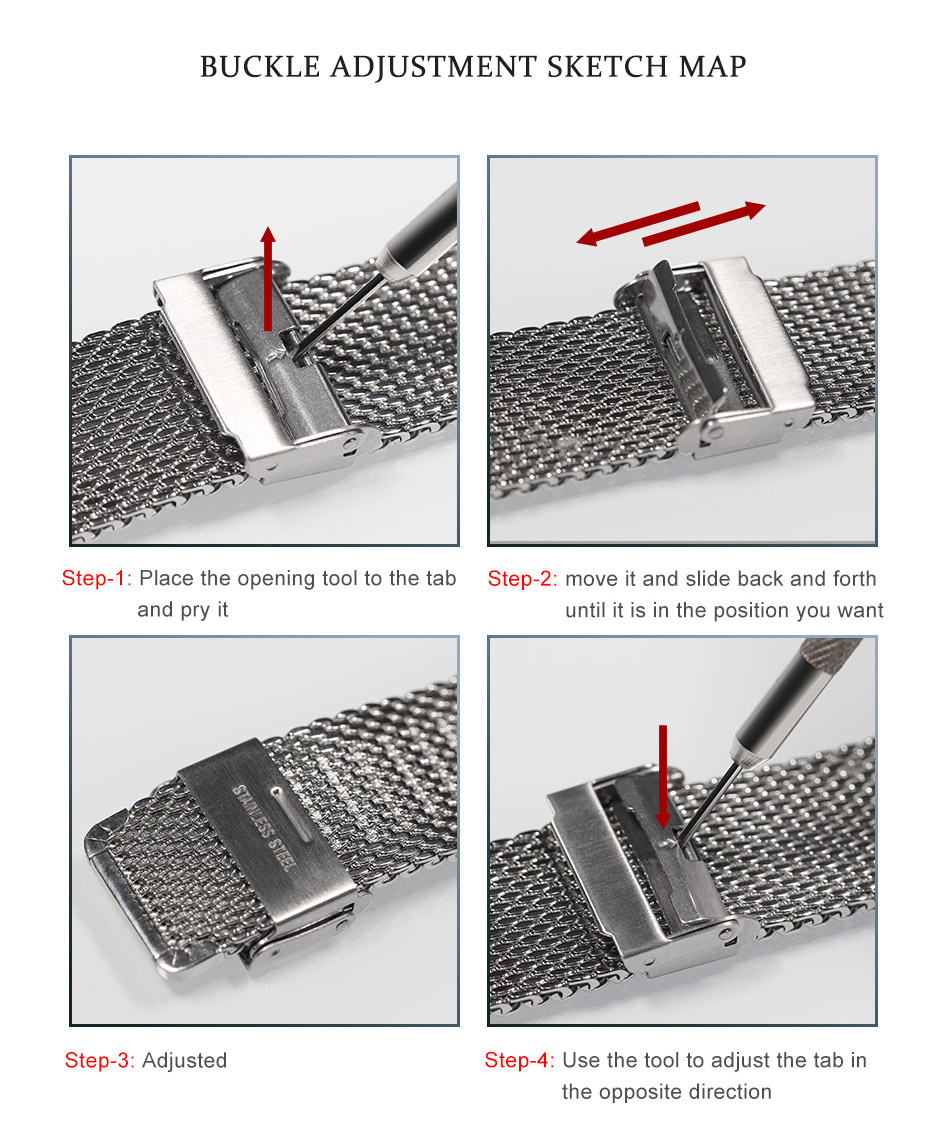 BUCKLE ADJUSTMENT SKETCH MAP
Step-1: Place the opening tool to the tab
and pry it
Step-2: move it and slide back and forth
until it is in the position you want
STAINLESS STEEL
Step-3: Adjusted
Step-4: Use the tool to adjust the tab in
the opposite direction